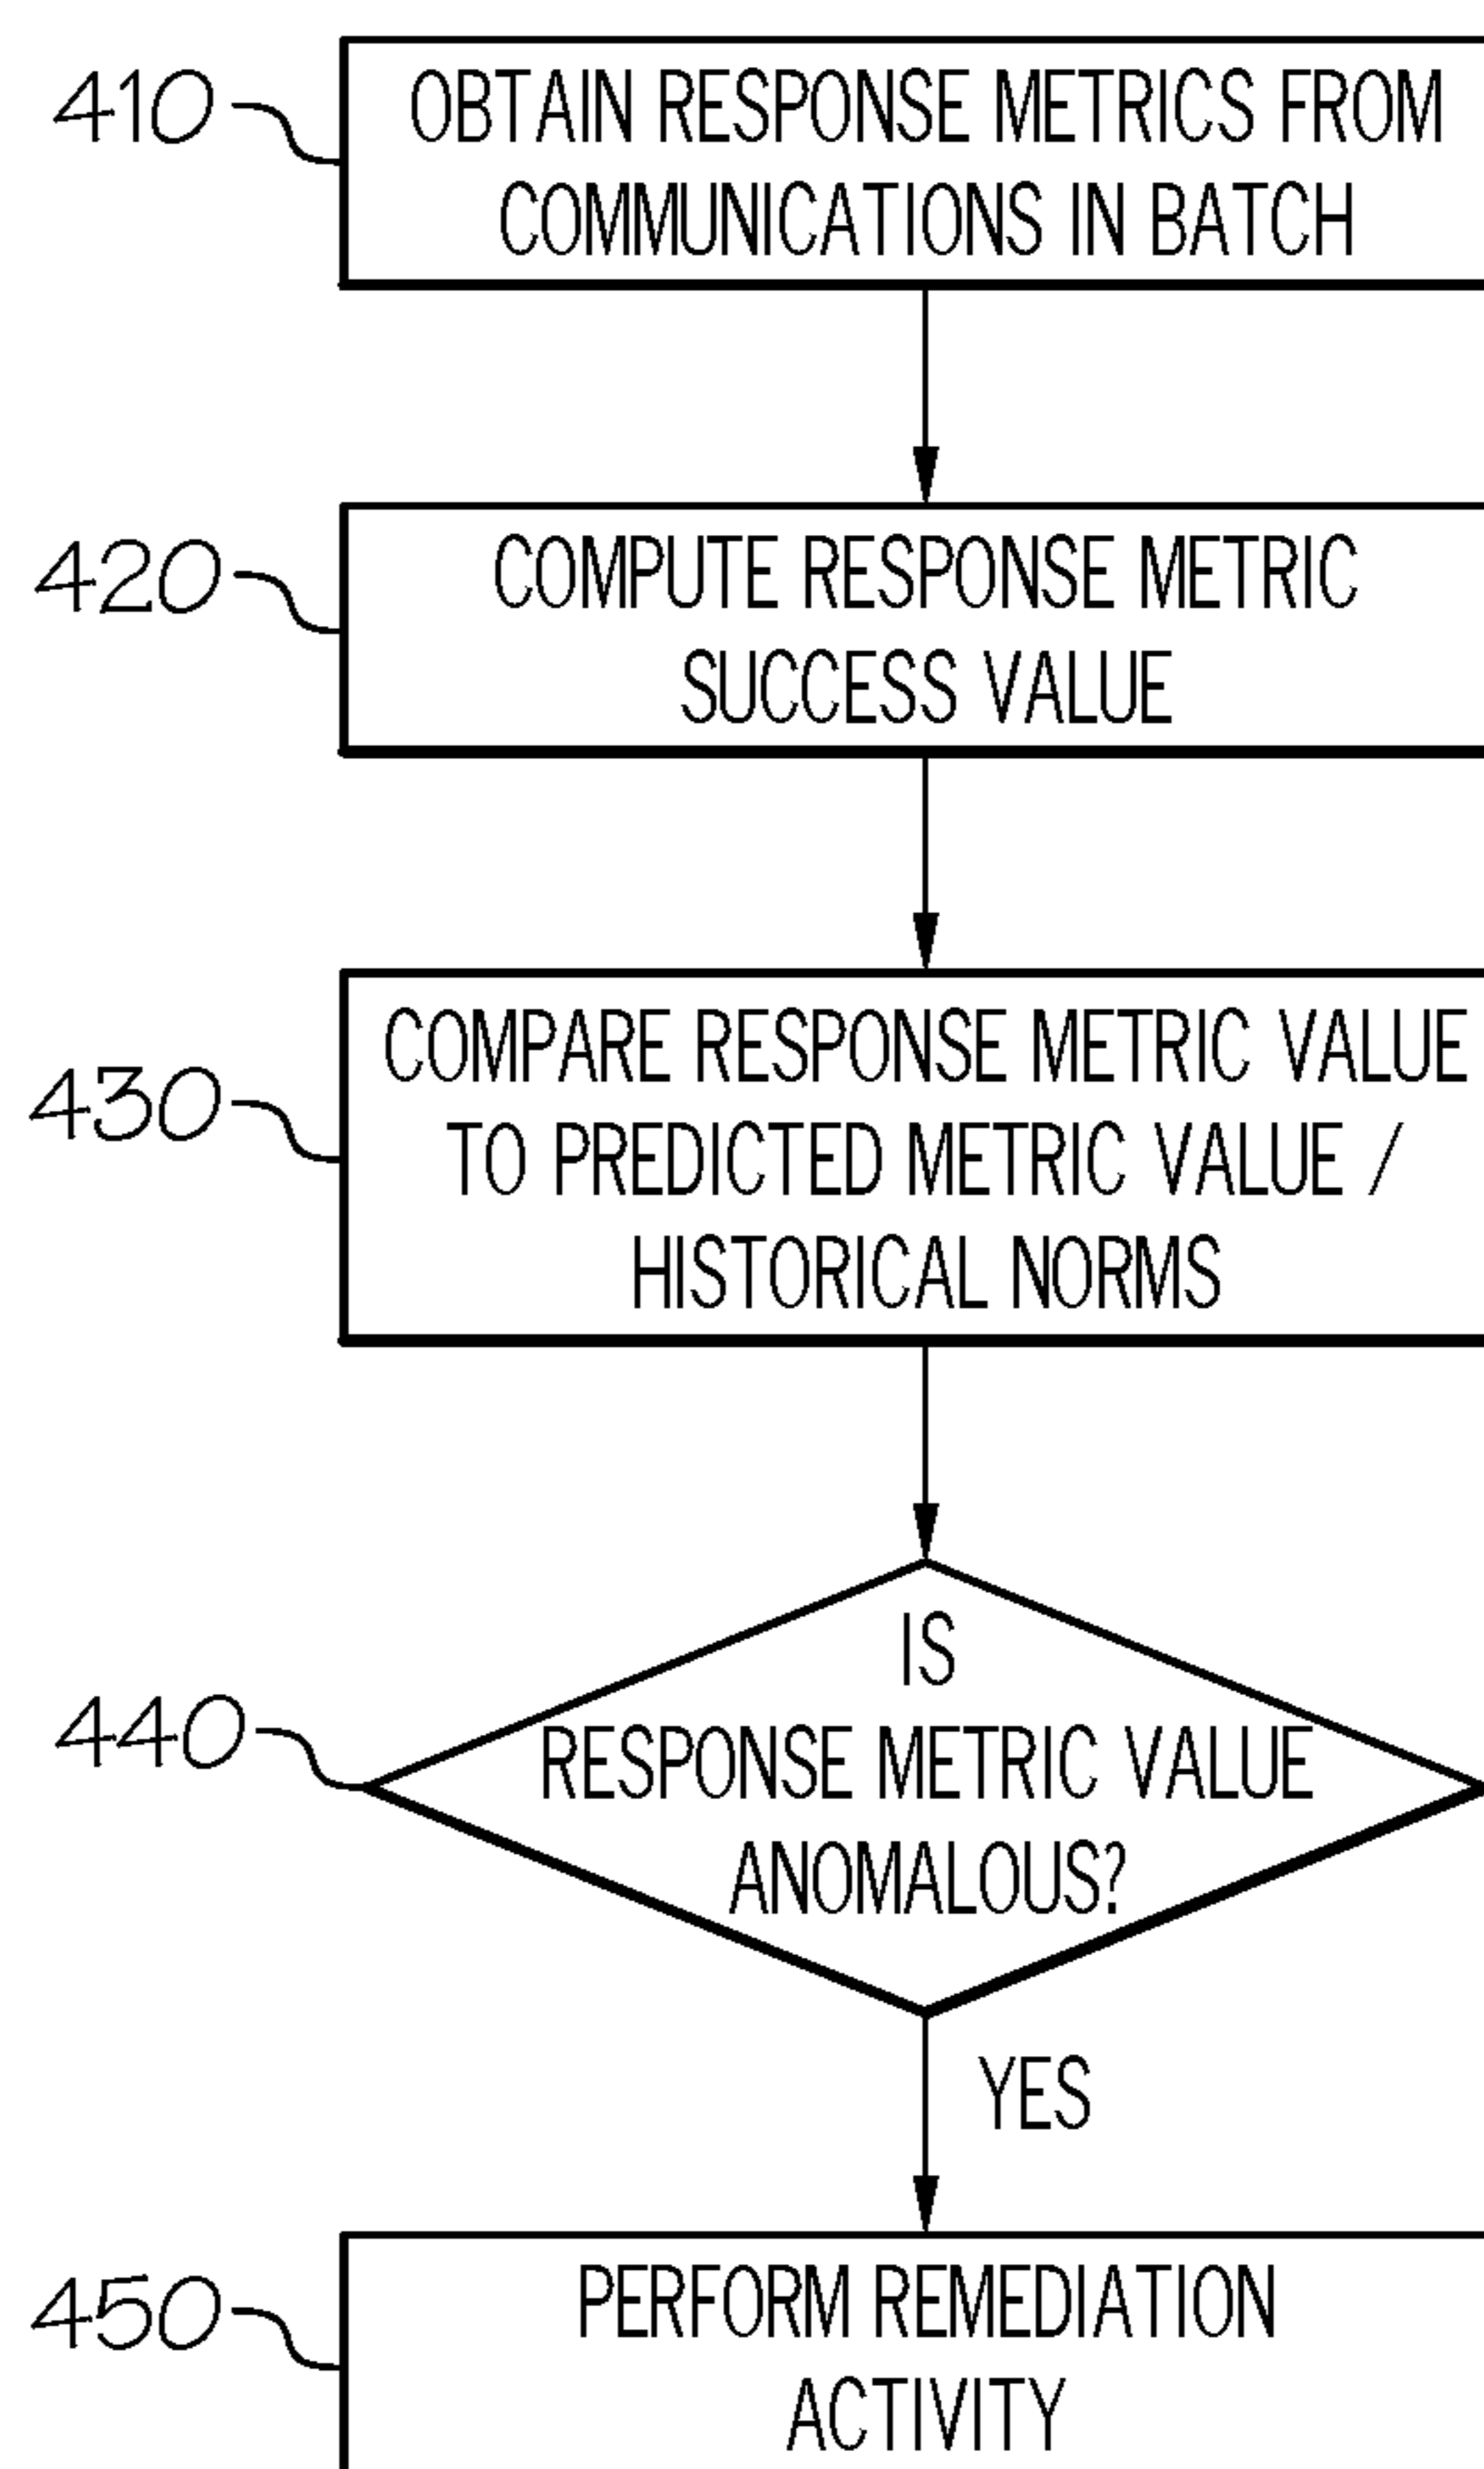 410
OBTAIN RESPONSE METRICS FROM
COMMUNICATIONS IN BATCH
420
COMPUTE RESPONSE METRIC
SUCCESS VALUE
430
COMPARE RESPONSE METRIC VALUE
TO PREDICTED METRIC VALUE /
HISTORICAL NORMS
440
IS
RESPONSE METRIC VALUE
ANOMALOUS?
YES
450
PERFORM REMEDIATION
ACTIVITY